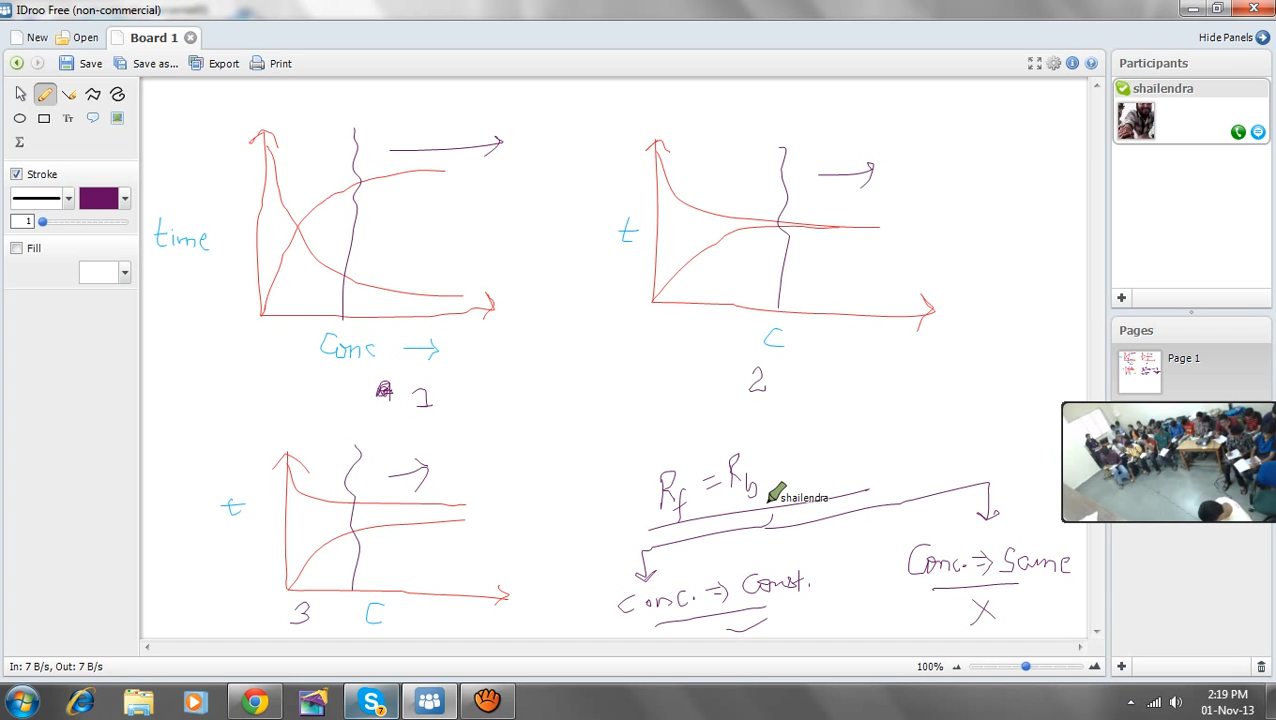 IDroo Free (non-commercial)
New
Open
Board 1
Hide Panels
Save
Save as...
Export
Print
Participants
shailendra
Tr
Σ
Stroke
1
Fill
time
Conc →
1
t
C
2
t
3
C
Rf = Rb
shailendra
Conc. ⇒ Const.
Conc. ⇒ Same
X
Pages
Page 1
In: 7 B/s, Out: 7 B/s
100%
7
2:19 PM
01-Nov-13